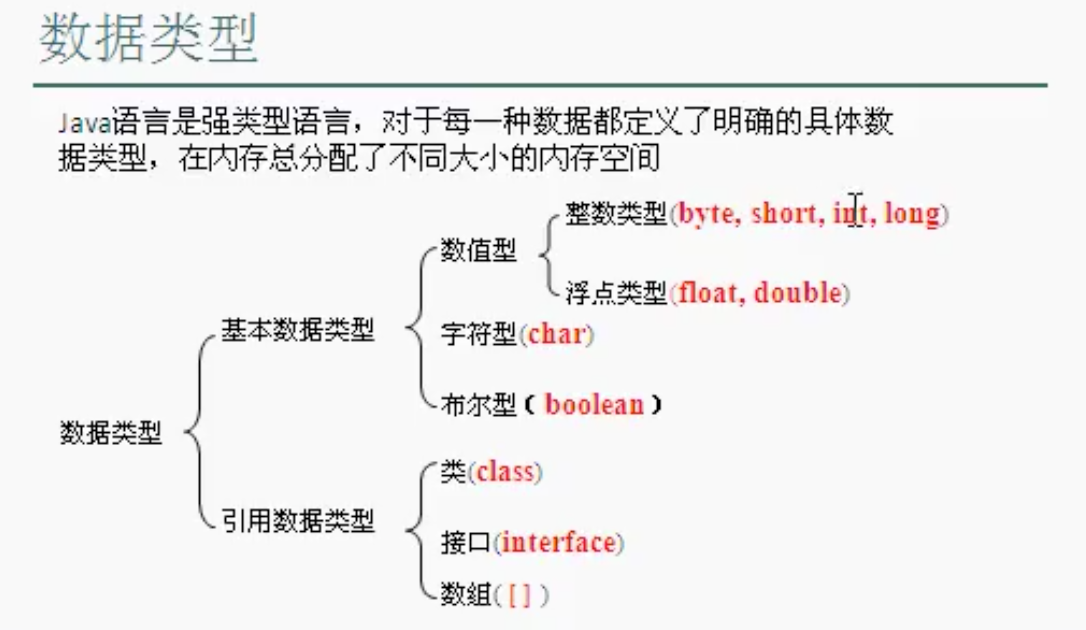 数据类型
Java语言是强类型语言，对于每一种数据都定义了明确的具体数
据类型，在内存总分配了不同大小的内存空间
整数类型(byte, short, int, long)
数值型
浮点类型(float, double)
基本数据类型
字符型(char)
布尔型（boolean）
数据类型
类(class)
引用数据类型
接口(interface)
数组([])